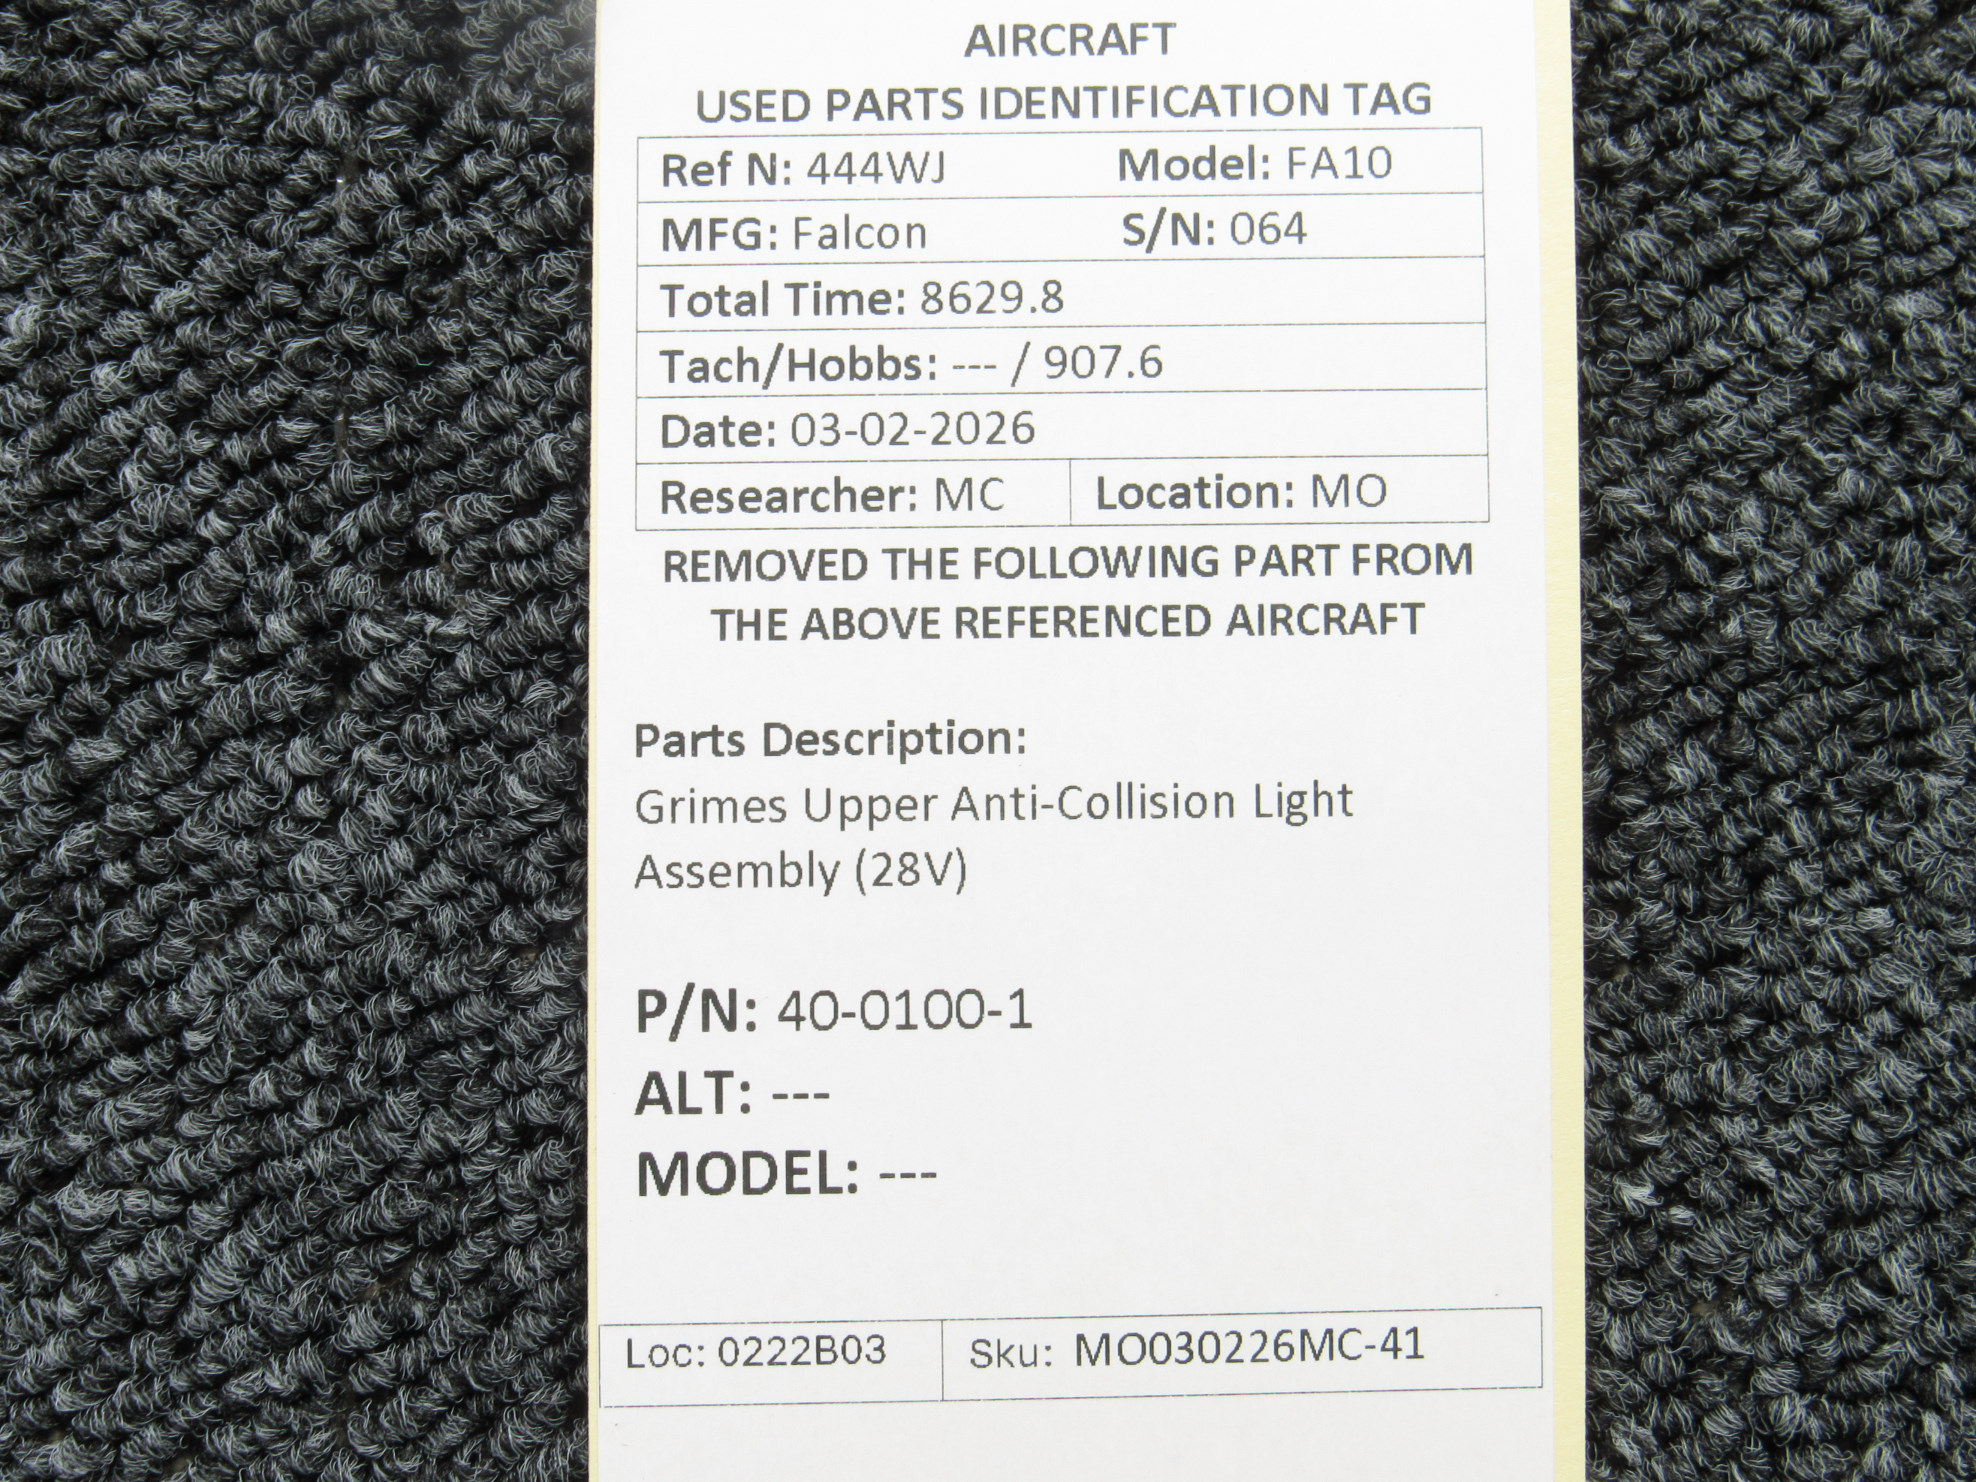 AIRCRAFT
USED PARTS IDENTIFICATION TAG
Ref N: 444WJ Model: FA10
MFG: Falcon S/N: 064
Total Time: 8629.8
Tach/Hobbs: --- / 907.6
Date: 03-02-2026
Researcher: MC Location: MO
REMOVED THE FOLLOWING PART FROM
THE ABOVE REFERENCED AIRCRAFT
Parts Description:
Grimes Upper Anti-Collision Light
Assembly (28V)
P/N: 40-0100-1
ALT: ---
MODEL: ---
Loc: 0222B03 Sku: MO030226MC-41